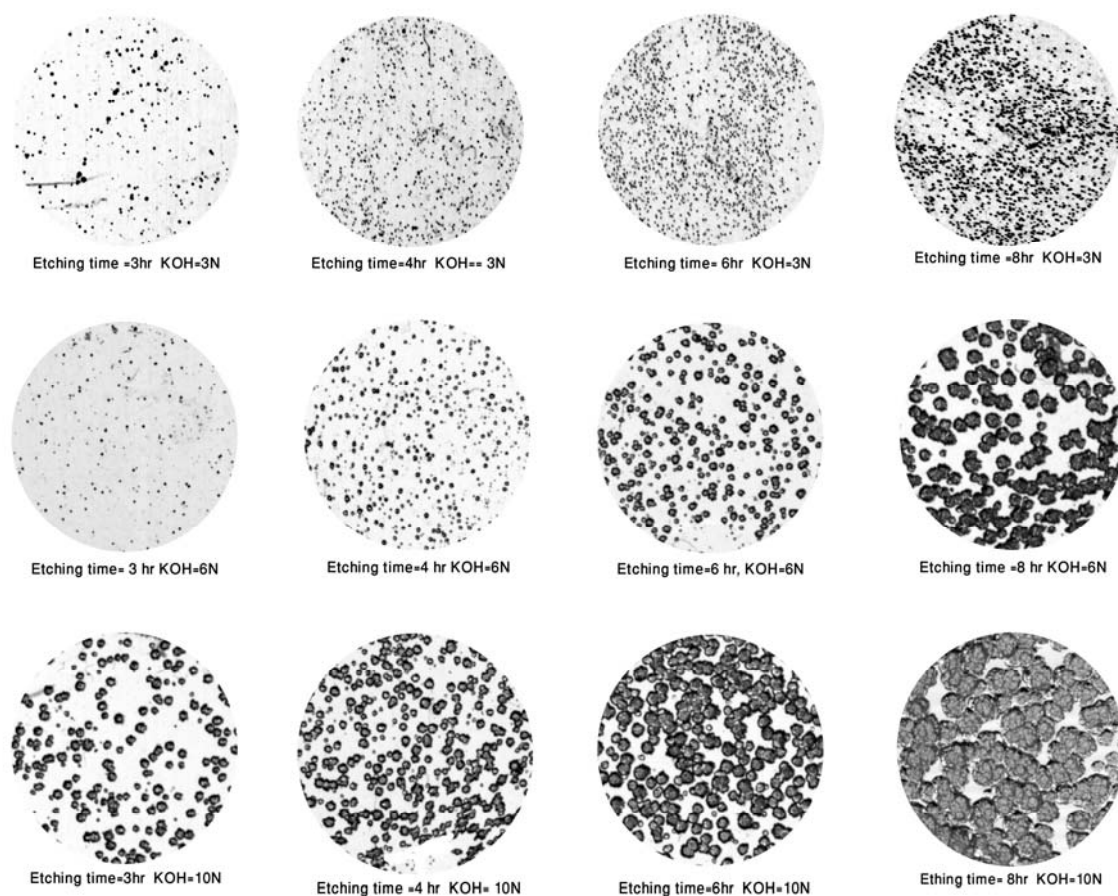 Etching time =3hr KOH=3N
Etching time=4hr KOH== 3N
Etching time= 6hr KOH=3N
Etching time =8hr KOH=3N
Etching time= 3 hr KOH=6N
Etching time=4 hr KOH=6N
Etching time=6 hr, KOH=6N
Etching time =8 hr KOH=6N
Etching time=3hr KOH=10N
Etching time =4 hr KOH= 10N
Etching time=6hr KOH=10N
Ething time= 8hr KOH=10N